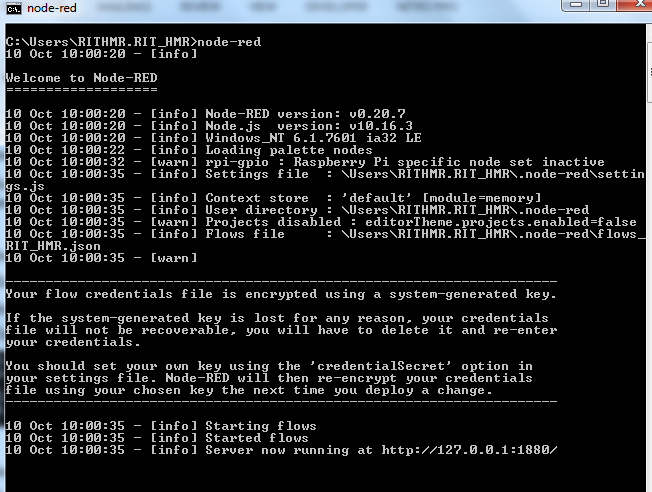 node-red
C:\Users\RITHMR.RIT_HMR>node-red
10 Oct 10:00:20 - [info]
Welcome to Node-RED
===================
10 Oct 10:00:20 - [info] Node-RED version: v0.20.7
10 Oct 10:00:20 - [info] Node.js  version: v10.16.3
10 Oct 10:00:20 - [info] Windows_NT 6.1.7601 ia32 LE
10 Oct 10:00:22 - [info] Loading palette nodes
10 Oct 10:00:32 - [warn] rpi-gpio : Raspberry Pi specific node set inactive
10 Oct 10:00:35 - [info] Settings file  : \Users\RITHMR.RIT_HMR\.node-red\settin
gs.js
10 Oct 10:00:35 - [info] Context store  : 'default' [module=memory]
10 Oct 10:00:35 - [info] User directory : \Users\RITHMR.RIT_HMR\.node-red
10 Oct 10:00:35 - [warn] Projects disabled : editorTheme.projects.enabled=false
10 Oct 10:00:35 - [info] Flows file     : \Users\RITHMR.RIT_HMR\.node-red\flows_
RIT_HMR.json
10 Oct 10:00:35 - [warn]
---------------------------------------------------------------------
Your flow credentials file is encrypted using a system-generated key.
If the system-generated key is lost for any reason, your credentials
file will not be recoverable, you will have to delete it and re-enter
your credentials.
You should set your own key using the 'credentialSecret' option in
your settings file. Node-RED will then re-encrypt your credentials
file using your chosen key the next time you deploy a change.
---------------------------------------------------------------------
10 Oct 10:00:35 - [info] Starting flows
10 Oct 10:00:35 - [info] Started flows
10 Oct 10:00:35 - [info] Server now running at http://127.0.0.1:1880/